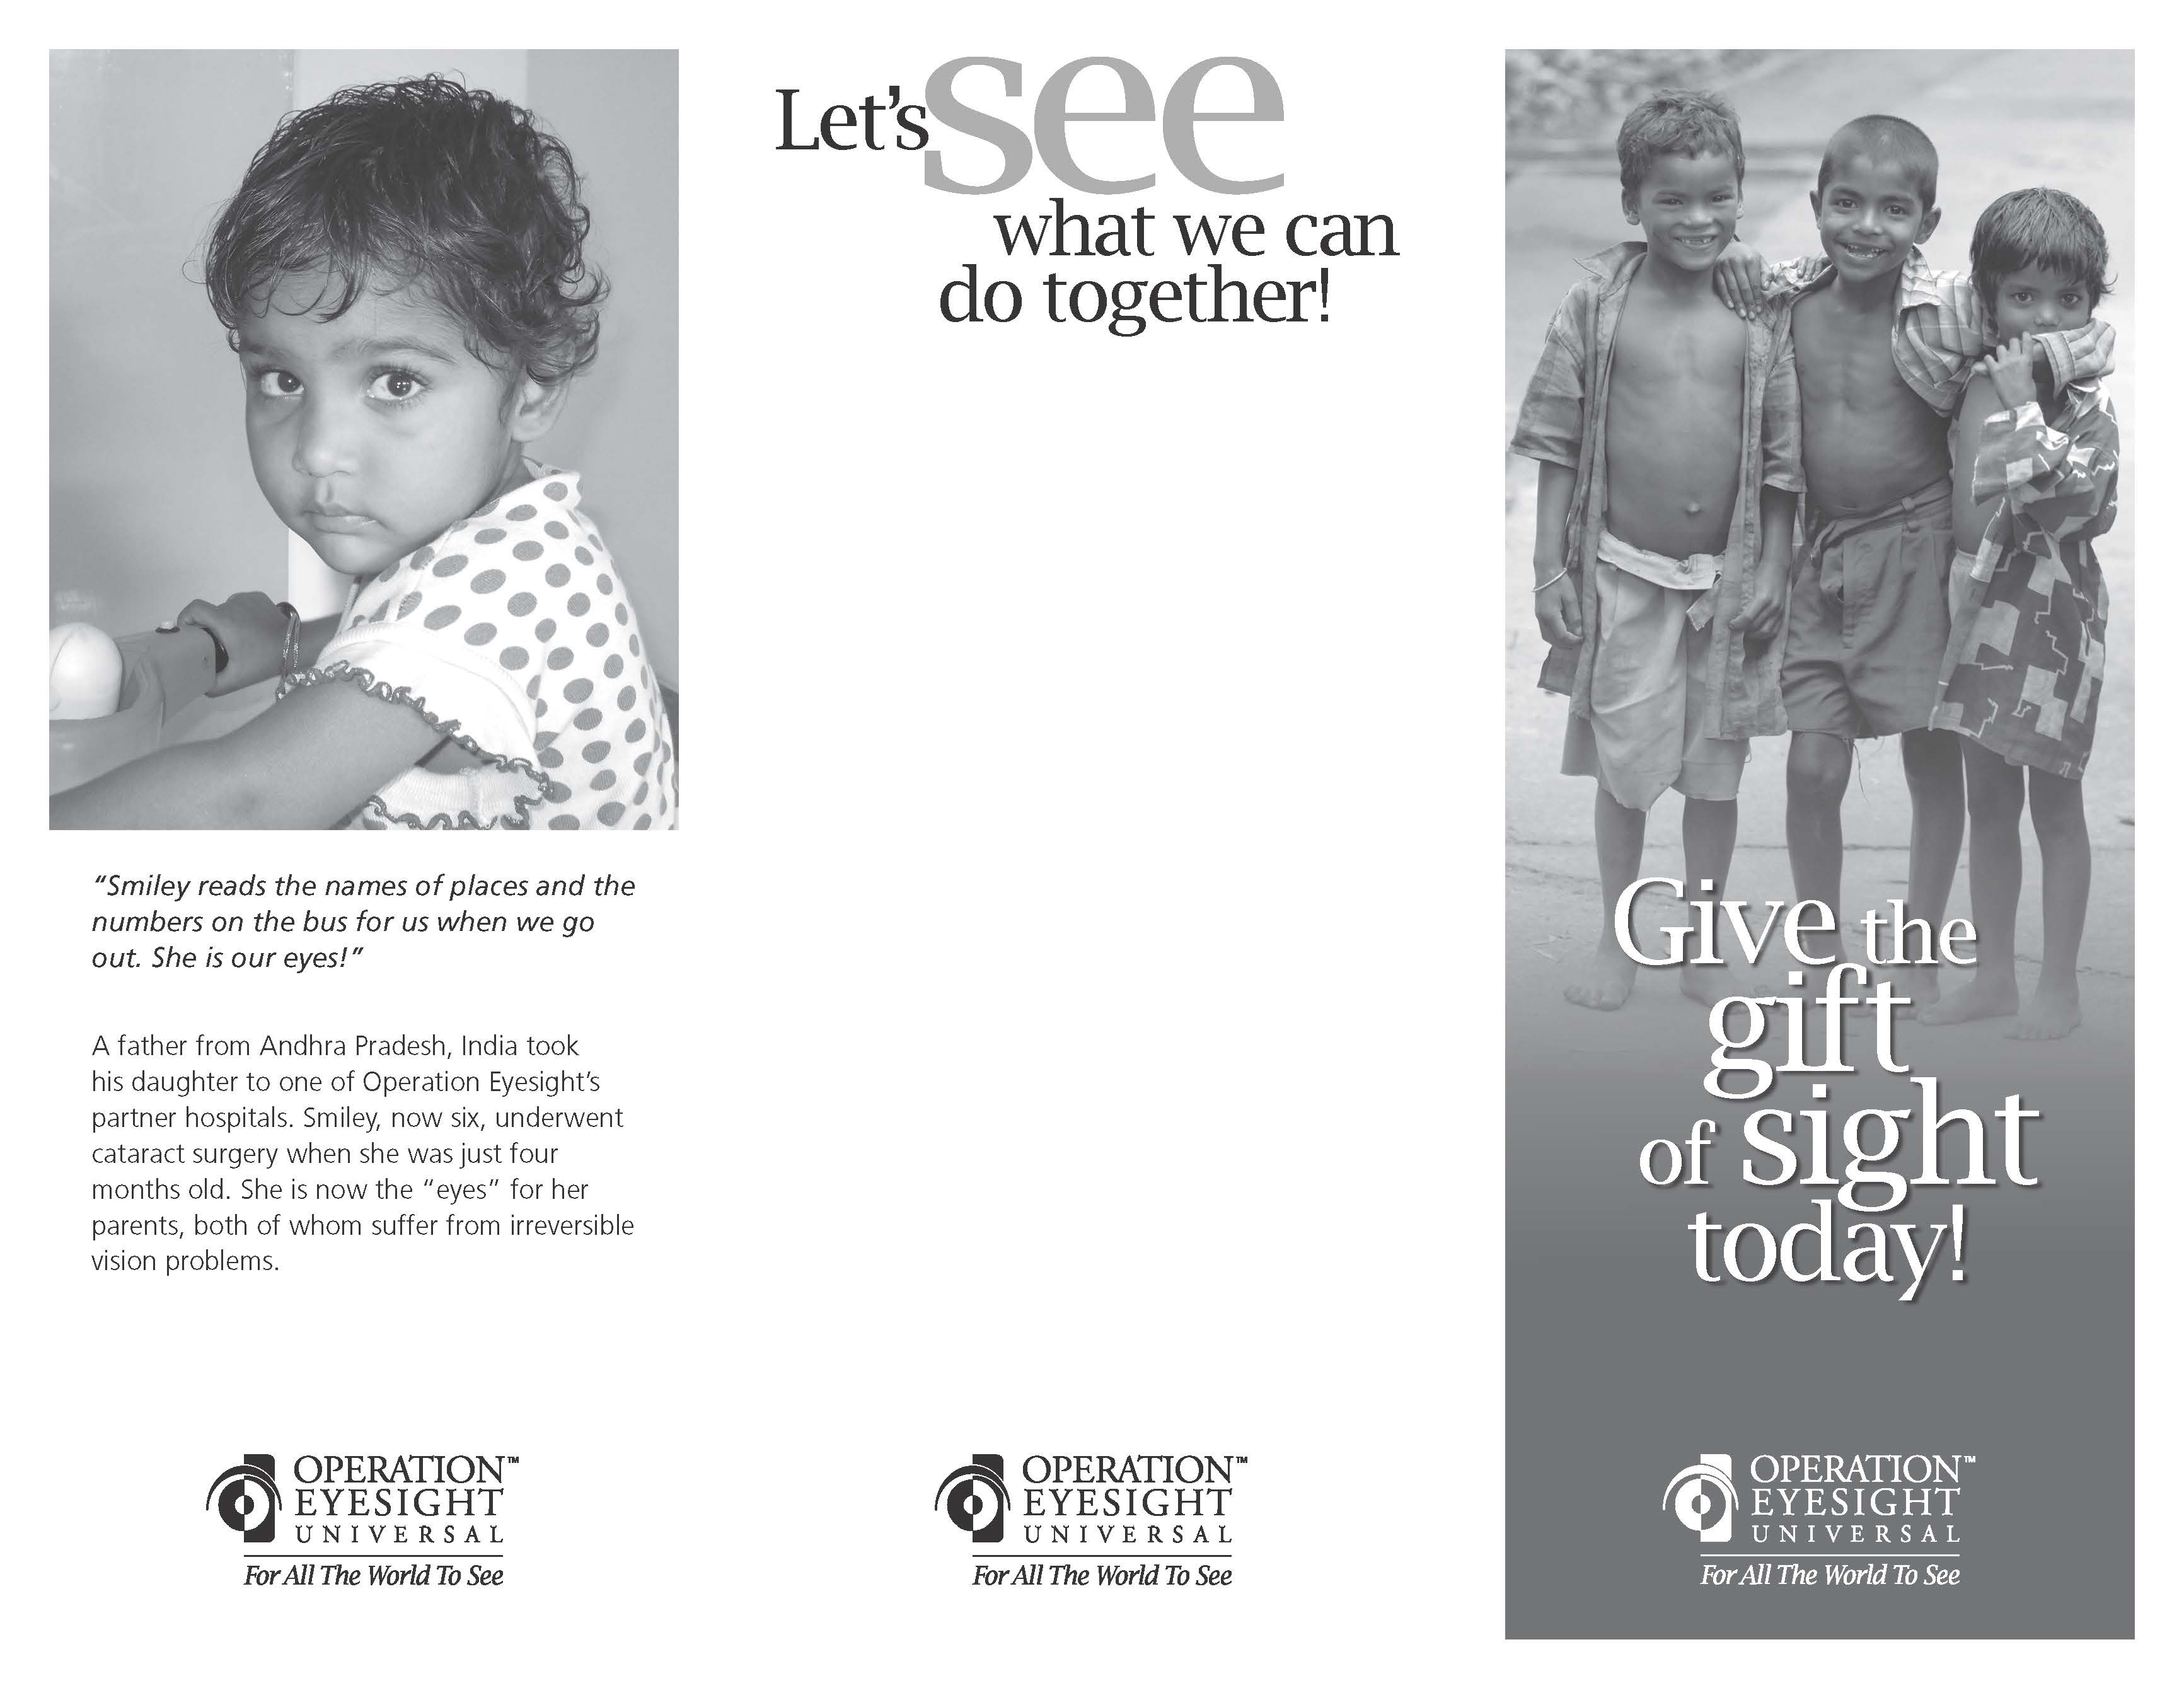 “Smiley reads the names of places and the
numbers on the bus for us when we go
out. She is our eyes!”
A father from Andhra Pradesh, India took
his daughter to one of Operation Eyesight’s
partner hospitals. Smiley, now six, underwent
cataract surgery when she was just four
months old. She is now the “eyes” for her
parents, both of whom suffer from irreversible
vision problems.
OPERATION™
EYESIGHT
UNIVERSAL
For All The World To See
Let’s see
what we can
do together!
OPERATION™
EYESIGHT
UNIVERSAL
For All The World To See
Give the
gift
of sight
today!
OPERATION™
EYESIGHT
UNIVERSAL
For All The World To See